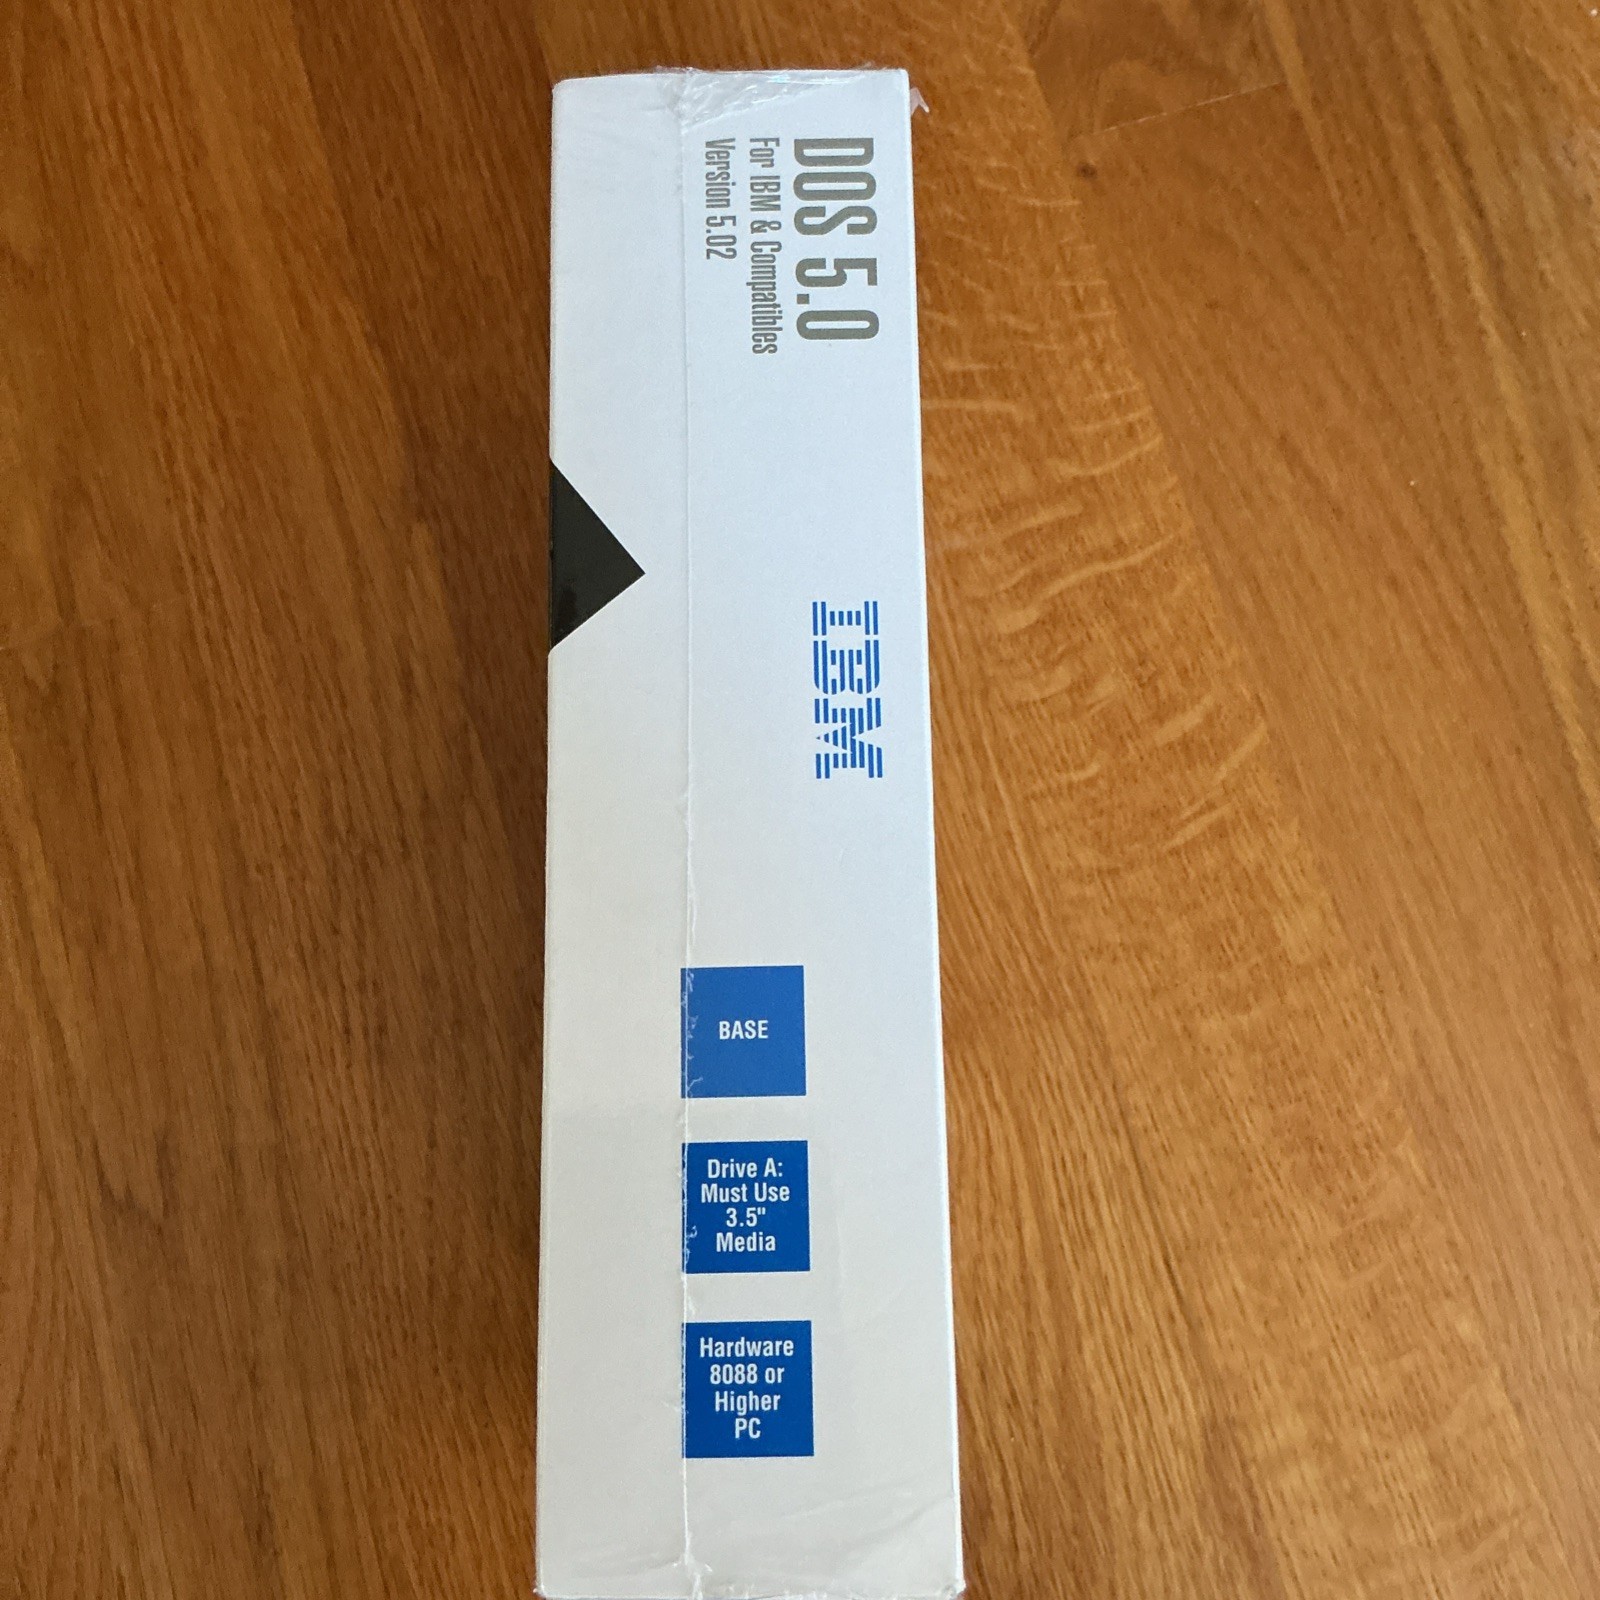 DOS 5.0
For IBM & Compatibles
Version 5.02
IBM
BASE
Drive A:
Must Use
3.5"
Media
Hardware
8088 or
Higher
PC